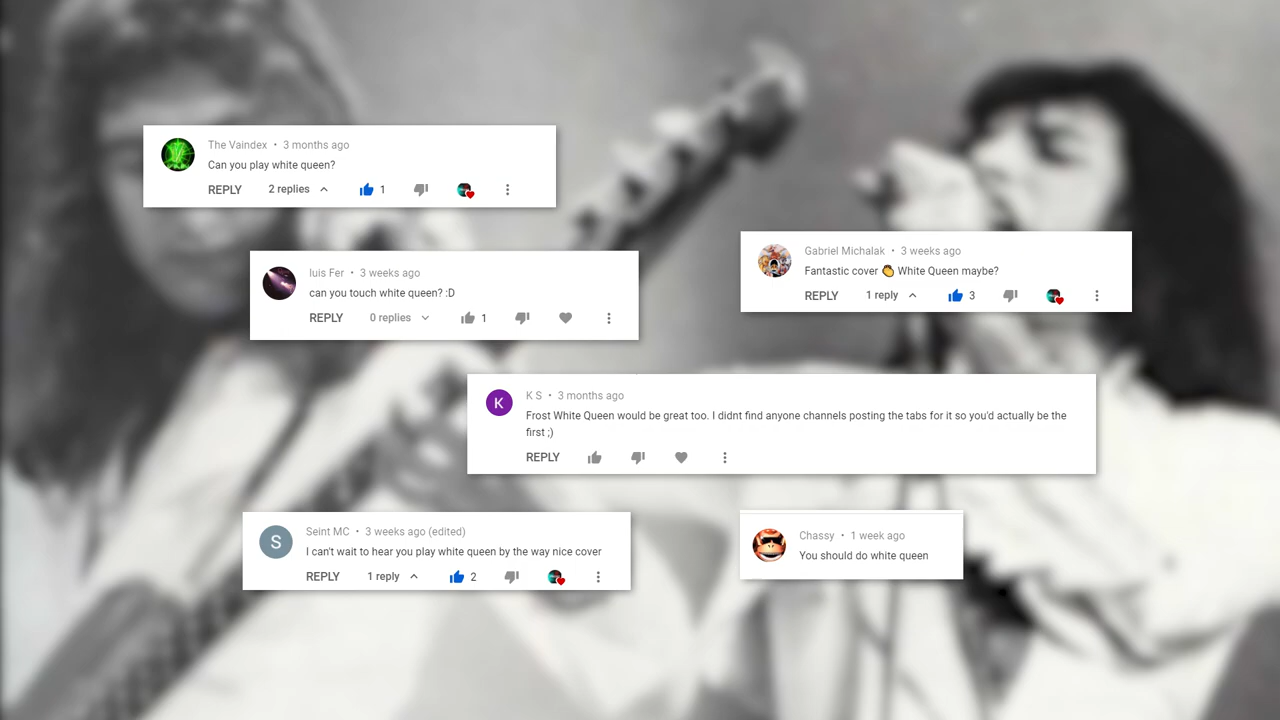 The Vaindex • 3 months ago
Can you play white queen?
REPLY 2 replies 1
luis Fer • 3 weeks ago
can you touch white queen? :D
REPLY 0 replies 1
Gabriel Michalak • 3 weeks ago
Fantastic cover 👏 White Queen maybe?
REPLY 1 reply 3
K
K S • 3 months ago
Frost White Queen would be great too. I didnt find anyone channels posting the tabs for it so you'd actually be the
first ;)
REPLY
S
Seint MC • 3 weeks ago (edited)
I can't wait to hear you play white queen by the way nice cover
REPLY 1 reply 2
Chassy • 1 week ago
You should do white queen